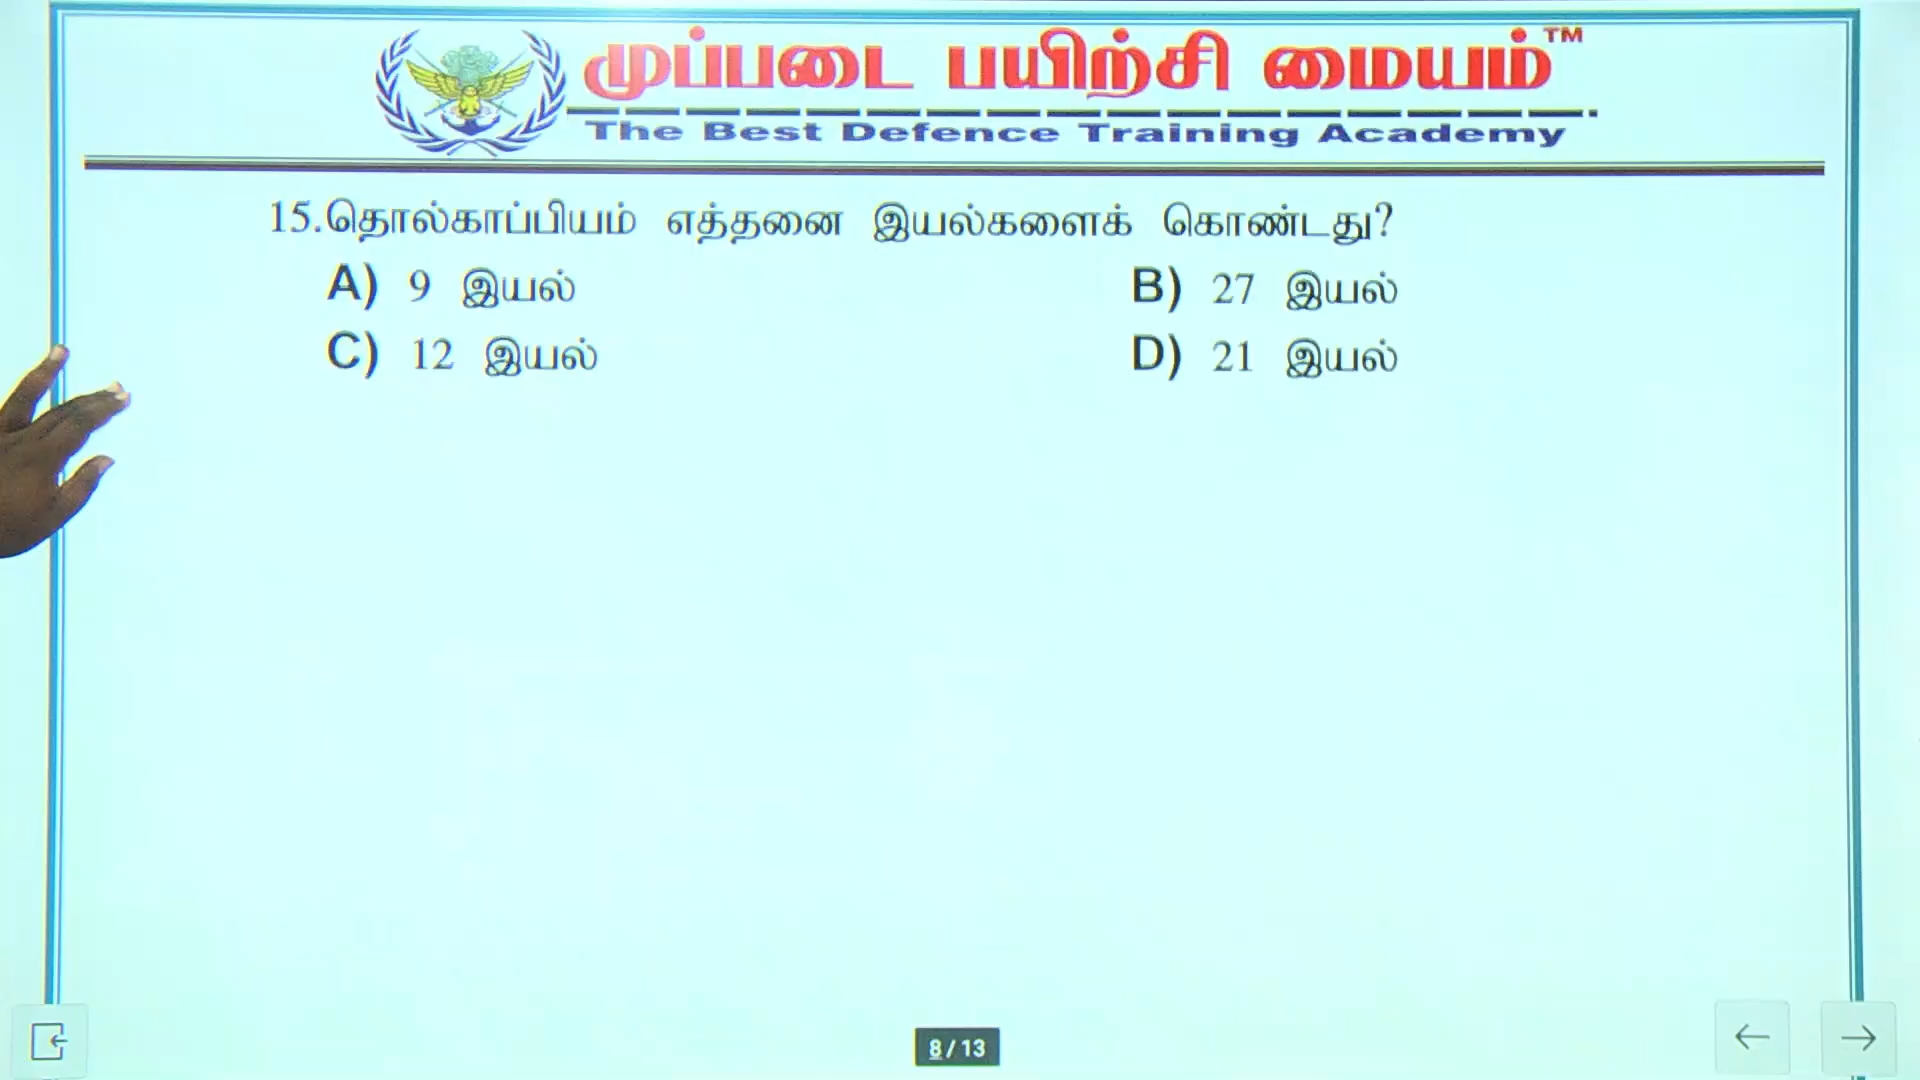 முப்படை பயிற்சி மையம்™
The Best Defence Training Academy
15.தொல்காப்பியம் எத்தனை இயல்களைக் கொண்டது?
A) 9 இயல்
B) 27 இயல்
C) 12 இயல்
D) 21 இயல்
8 / 13